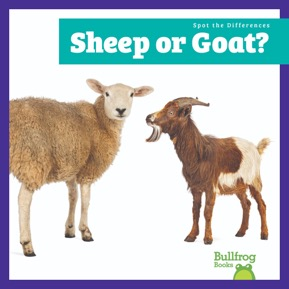 Spot the Differences
Sheep or Goat?
Bullfrog
Books